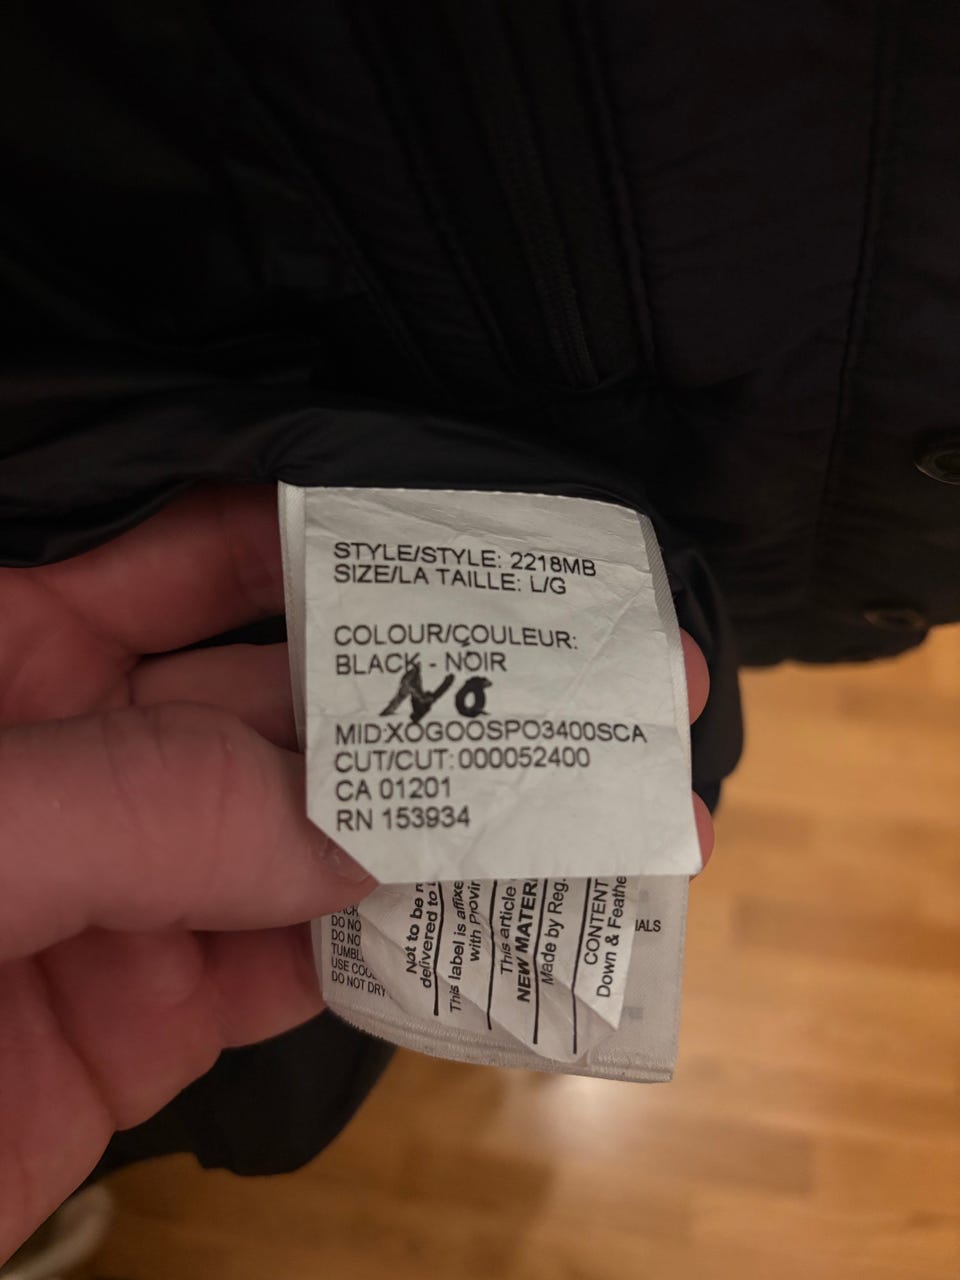 STYLE/STYLE: 2218MB
SIZE/LA TAILLE: L/G
COLOUR/COULEUR:
BLACK - NOIR
NO
MID:XOGOOSPO3400SCA
CUT/CUT: 000052400
CA 01201
RN 153934
DO NO
DO NO
TUMBL
USE COO
DO NOT DRY
Not to be
delivered to
This label is affixe
with Provin
This article
NEW MATERI
Made by Reg.
CONTENT
Down & Feathe
IALS